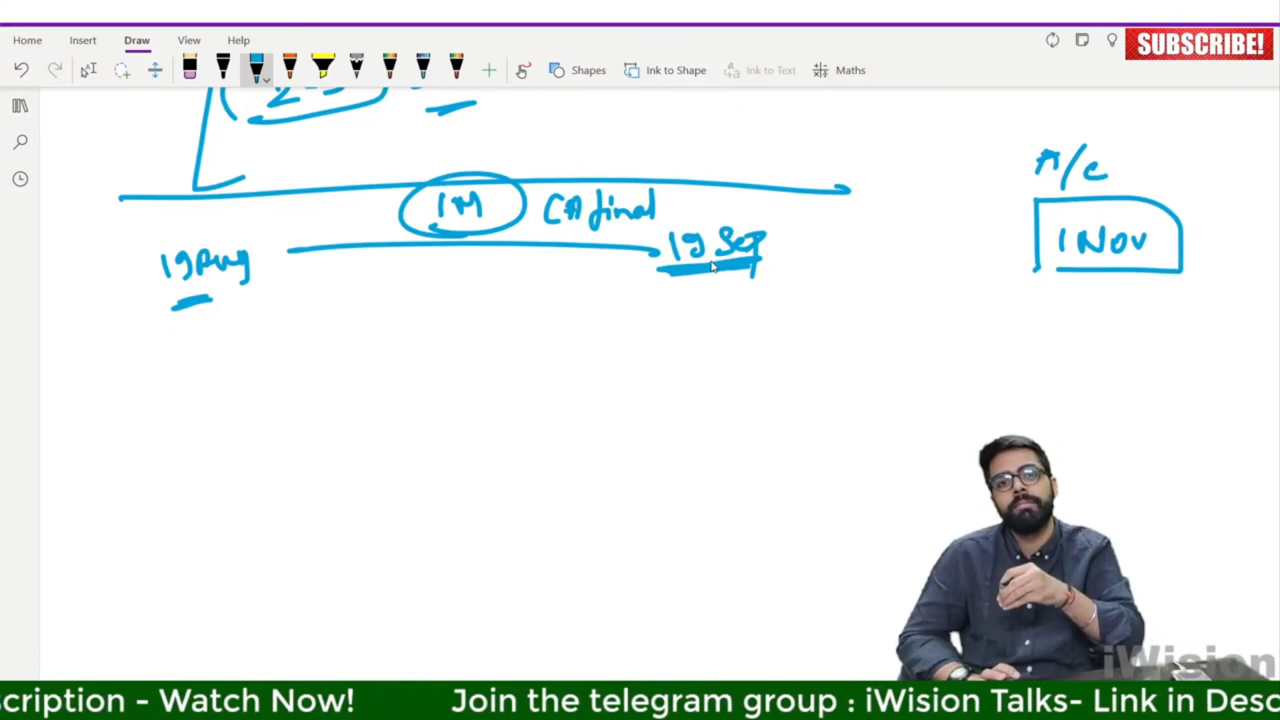 Home Insert Draw View Help
SUBSCRIBE!
Shapes Ink to Shape Ink to Text Maths
A/C
1M CA final
19 Aug
19 Sep
1 Nov
iWision
scription - Watch Now! Join the telegram group : iWision Talks- Link in Desc